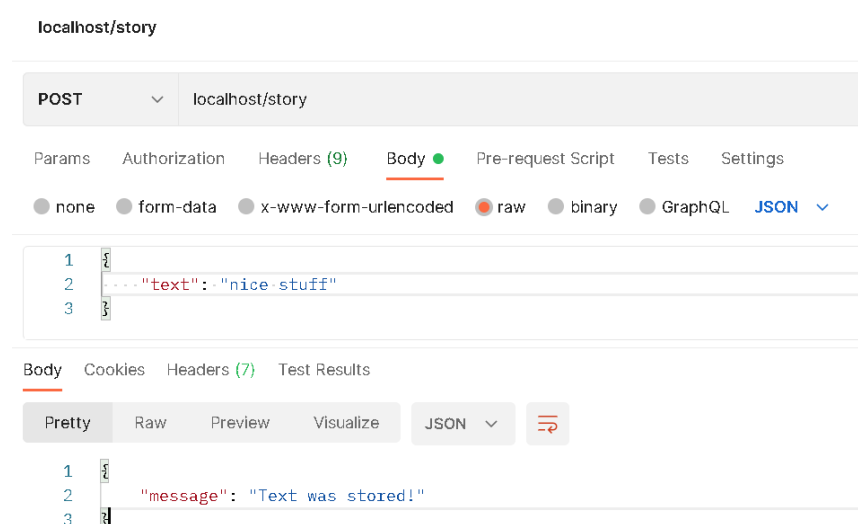 localhost/story
POST localhost/story
Params Authorization Headers (9) Body Pre-request Script Tests Settings
none form-data x-www-form-urlencoded raw binary GraphQL JSON
1 {
2 "text": "nice stuff"
3 }
Body Cookies Headers (7) Test Results
Pretty Raw Preview Visualize JSON
1 {
2 "message": "Text was stored!"
3 }